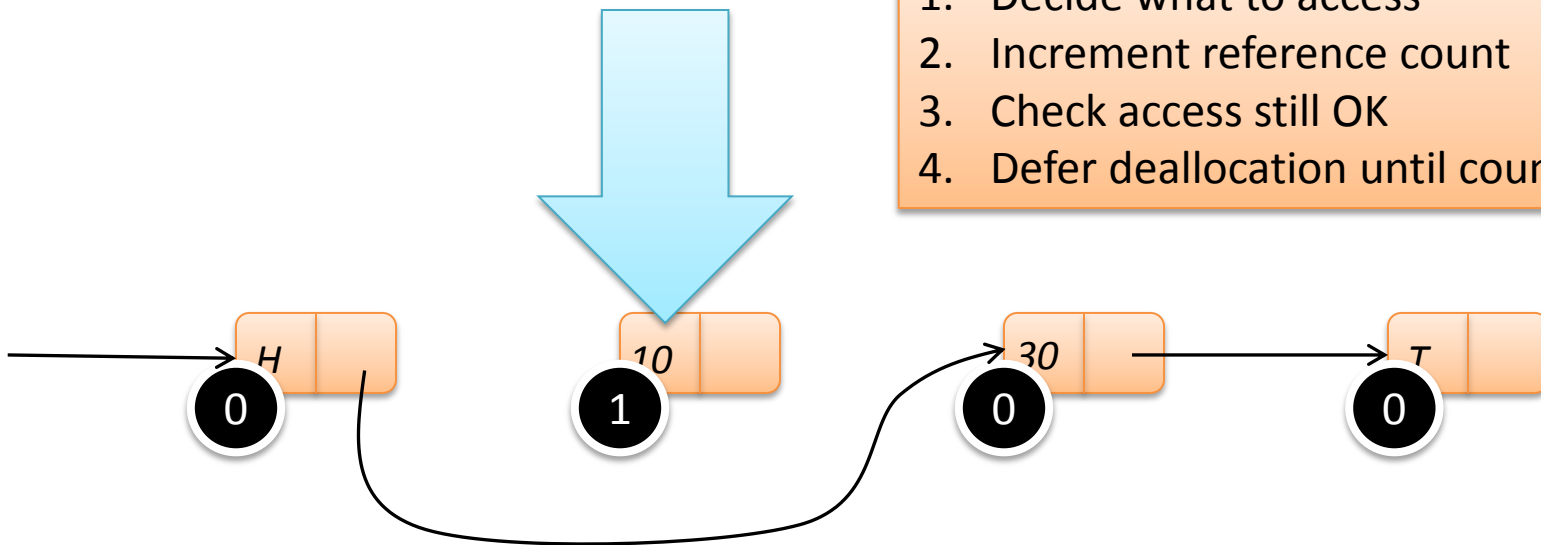 1. Decide what to access
2. Increment reference count
3. Check access still OK
4. Defer deallocation until
H 10 30 T
0 1 0 0